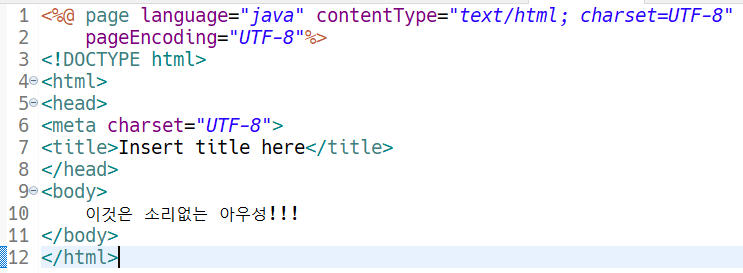 1 <%@ page language="java" contentType="text/html; charset=UTF-8"
2     pageEncoding="UTF-8"%>
3 <!DOCTYPE html>
4 <html>
5 <head>
6 <meta charset="UTF-8">
7 <title>Insert title here</title>
8 </head>
9 <body>
10     이것은 소리없는 아우성!!!
11 </body>
12 </html>